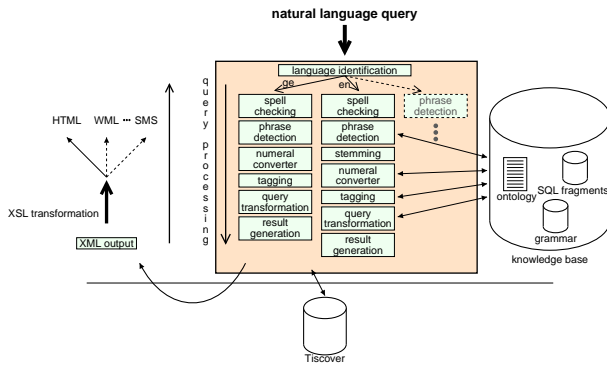 natural language query
language identification
ge
en
query processing
spell
checking
phrase
detection
numeral
converter
tagging
query
transformation
result
generation
spell
checking
phrase
detection
stemming
numeral
converter
tagging
query
transformation
result
generation
phrase
detection
HTML
WML
SMS
XSL transformation
XML output
ontology
SQL fragments
grammar
knowledge base
Tiscover